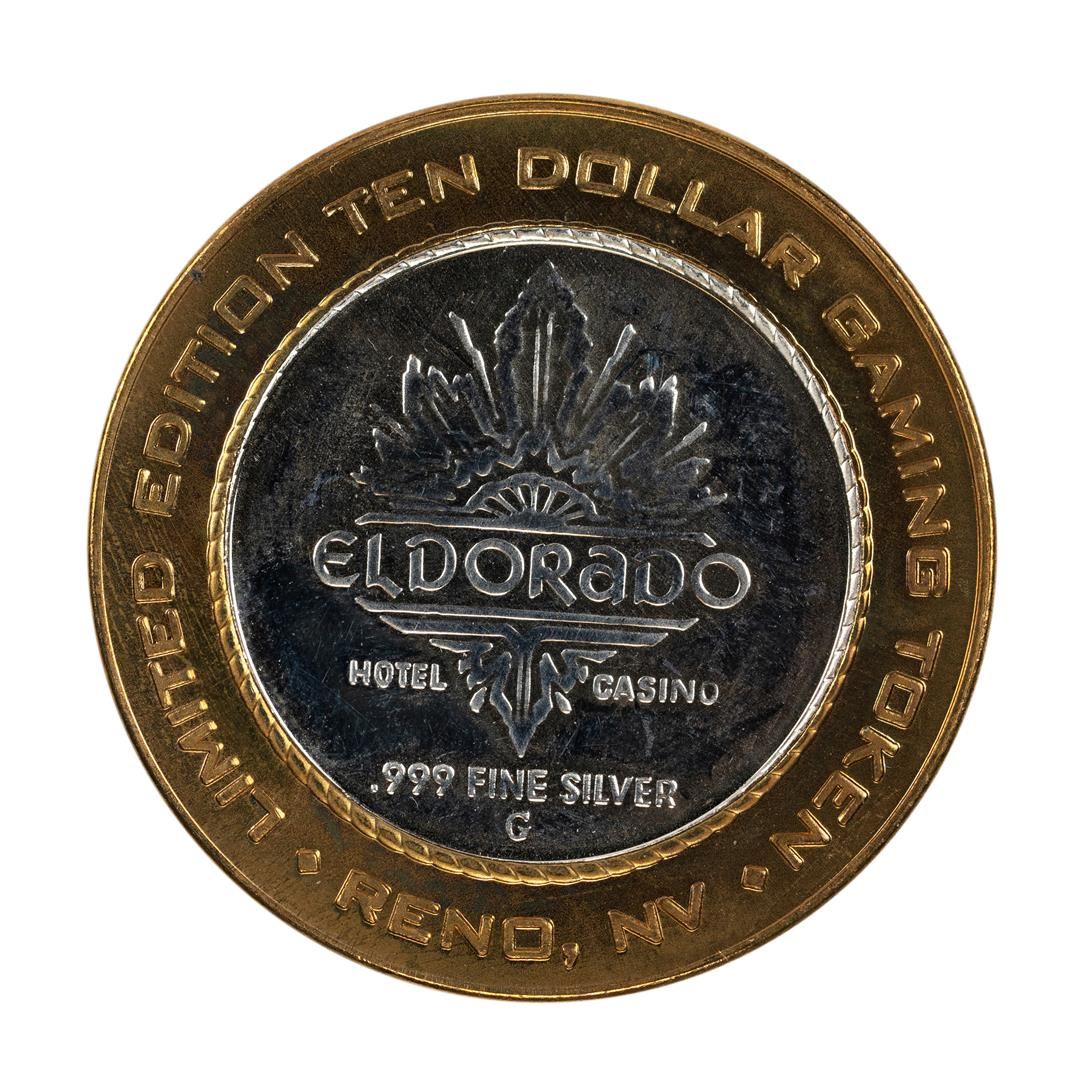 LIMITED EDITION TEN DOLLAR GAMING TOKEN
ELDORADO
HOTEL CASINO
.999 FINE SILVER
G
RENO, NV